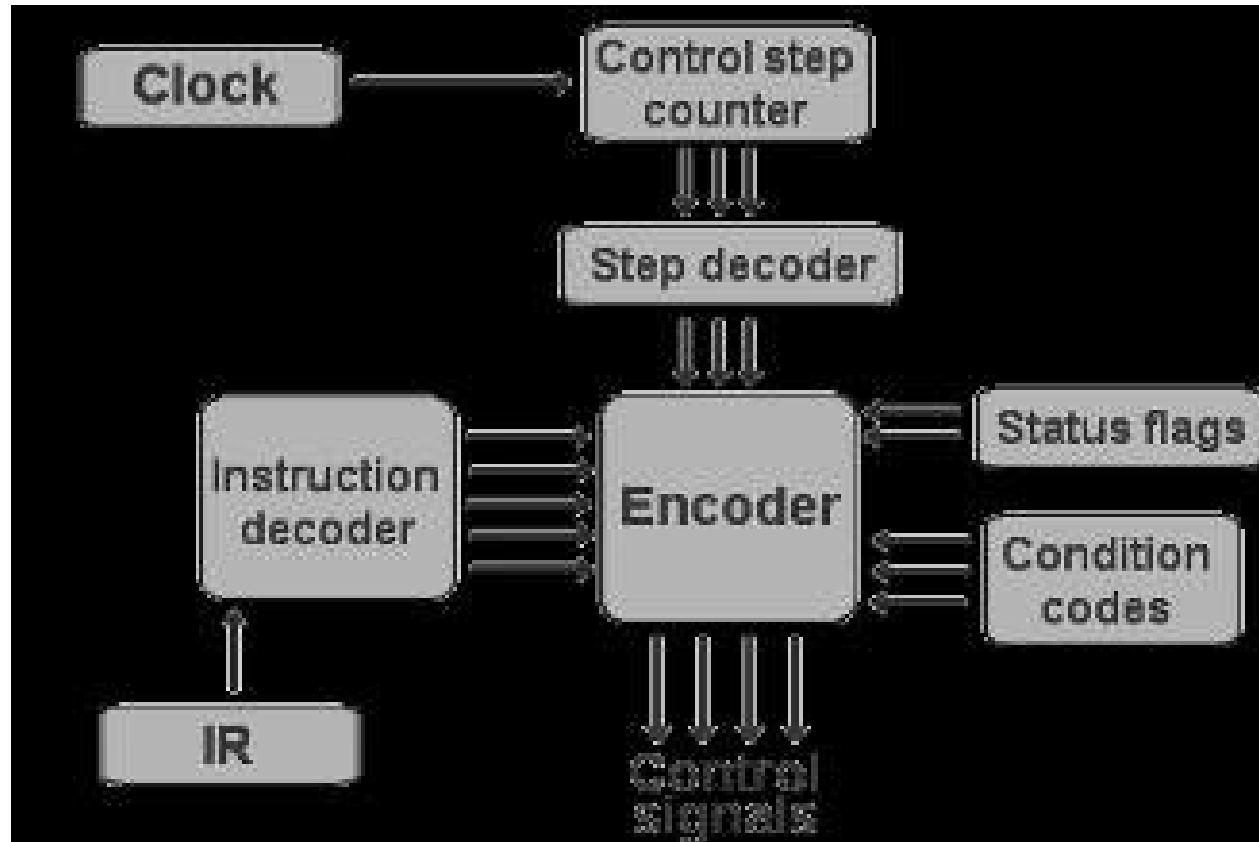 Clock
Control step
counter
Step decoder
Instruction
decoder
Encoder
Status flags
Condition
codes
IR
Control
signals